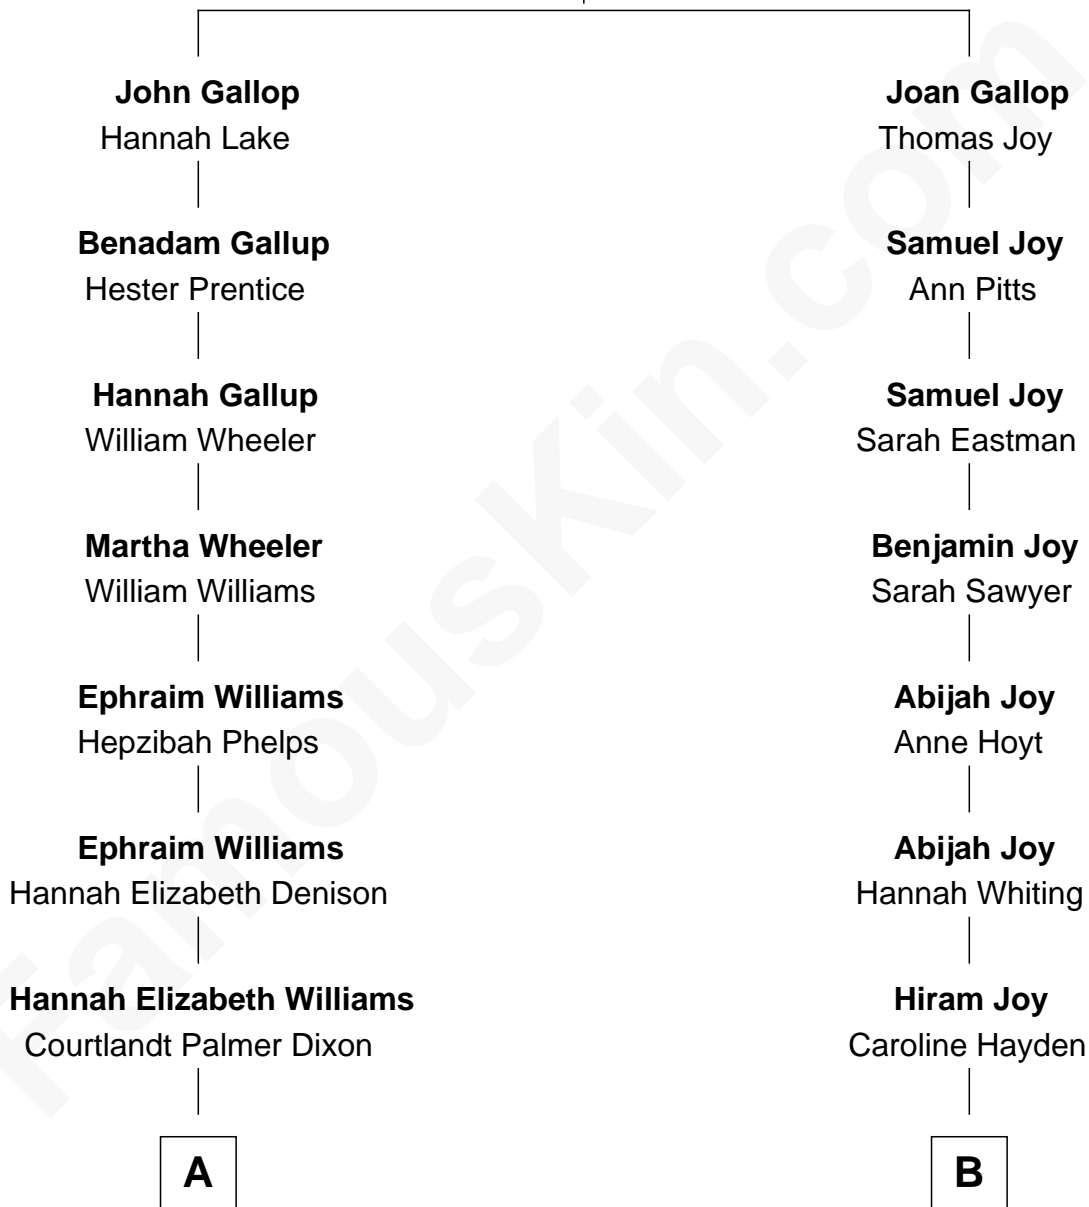 John Gallop
Hannah Lake
Benadam Gallup
Hester Prentice
Hannah Gallup
William Wheeler
Martha Wheeler
William Williams
Ephraim Williams
Hepzibah Phelps
Ephraim Williams
Hannah Elizabeth Denison
Hannah Elizabeth Williams
Courtlandt Palmer Dixon
A
Joan Gallop
Thomas Joy
Samuel Joy
Ann Pitts
Samuel Joy
Sarah Eastman
Benjamin Joy
Sarah Sawyer
Abijah Joy
Anne Hoyt
Abijah Joy
Hannah Whiting
Hiram Joy
Caroline Hayden
B
FamousKin.com